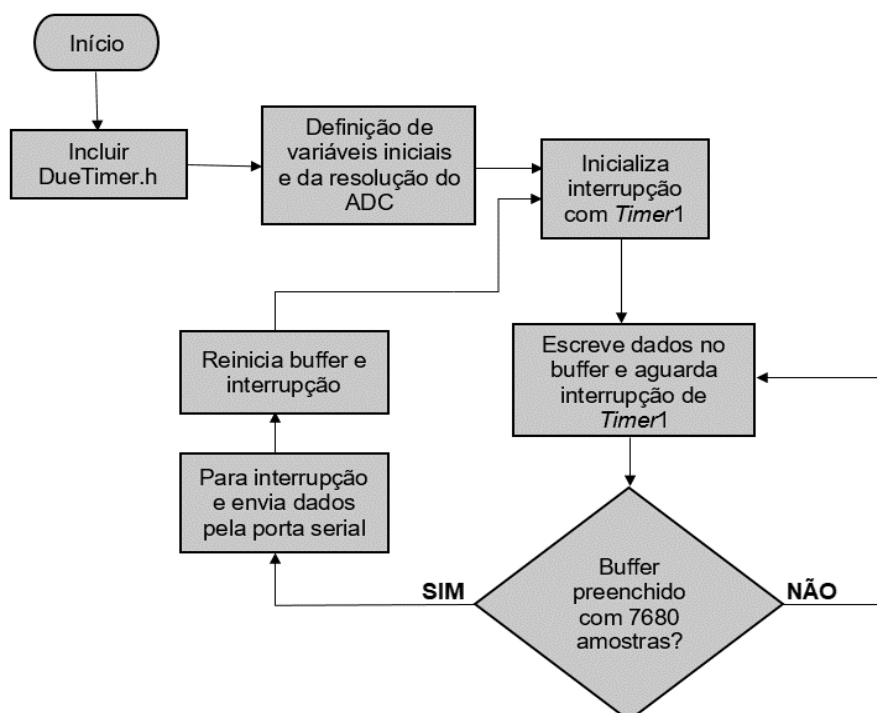 Início
Incluir
DueTimer.h
Definição de
variáveis iniciais
e da resolução do
ADC
Inicializa
interrupção
com Timer1
Escreve dados no
buffer e aguarda
interrupção de
Timer1
Buffer
preenchido
com 7680
amostras?
SIM
NÃO
Para interrupção
e envia dados
pela porta serial
Reinicia buffer e
interrupção